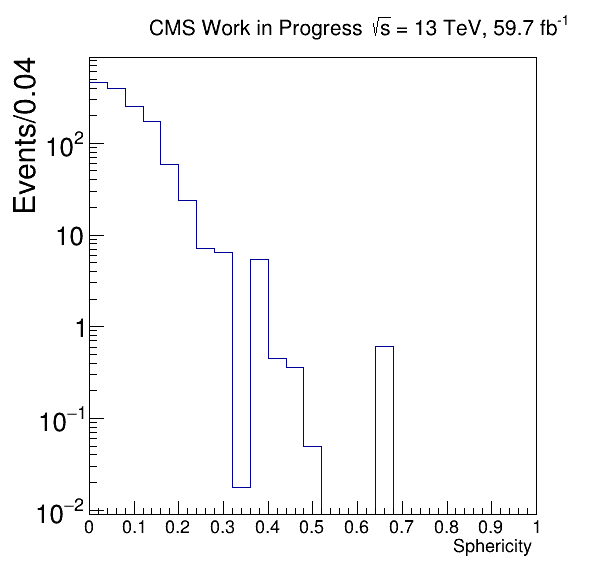 CMS Work in Progress √s = 13 TeV, 59.7 fb⁻¹
Events/0.04
10²
10
1
10⁻¹
10⁻²
0 0.1 0.2 0.3 0.4 0.5 0.6 0.7 0.8 0.9 1
Sphericity